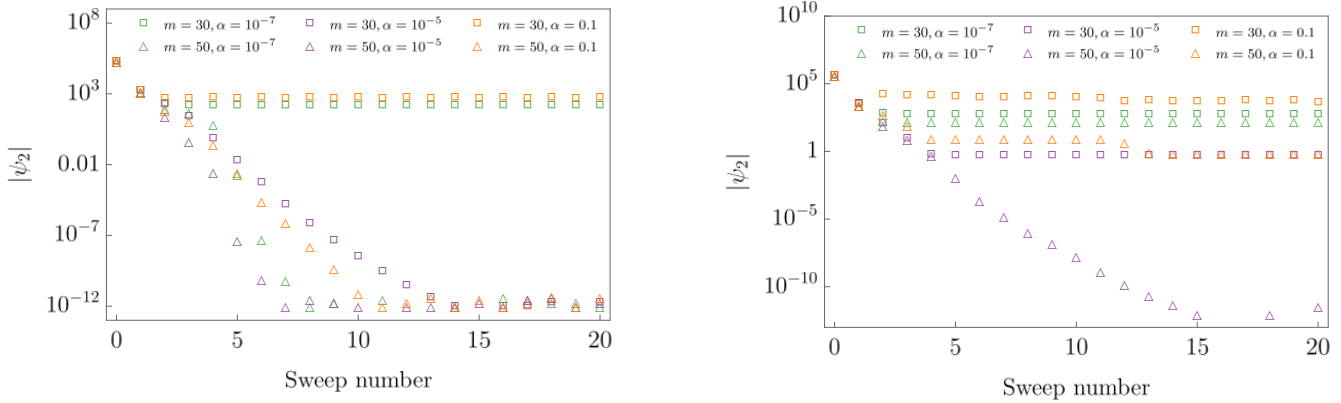 10^8
10^3
0.01
10^−7
10^−12
|ψ_2|
m = 30, α = 10^−7
m = 30, α = 10^−5
m = 30, α = 0.1
m = 50, α = 10^−7
m = 50, α = 10^−5
m = 50, α = 0.1
0 5 10 15 20
Sweep number
10^10
10^5
1
10^−5
10^−10
|ψ_2|
m = 30, α = 10^−7
m = 30, α = 10^−5
m = 30, α = 0.1
m = 50, α = 10^−7
m = 50, α = 10^−5
m = 50, α = 0.1
0 5 10 15 20
Sweep number